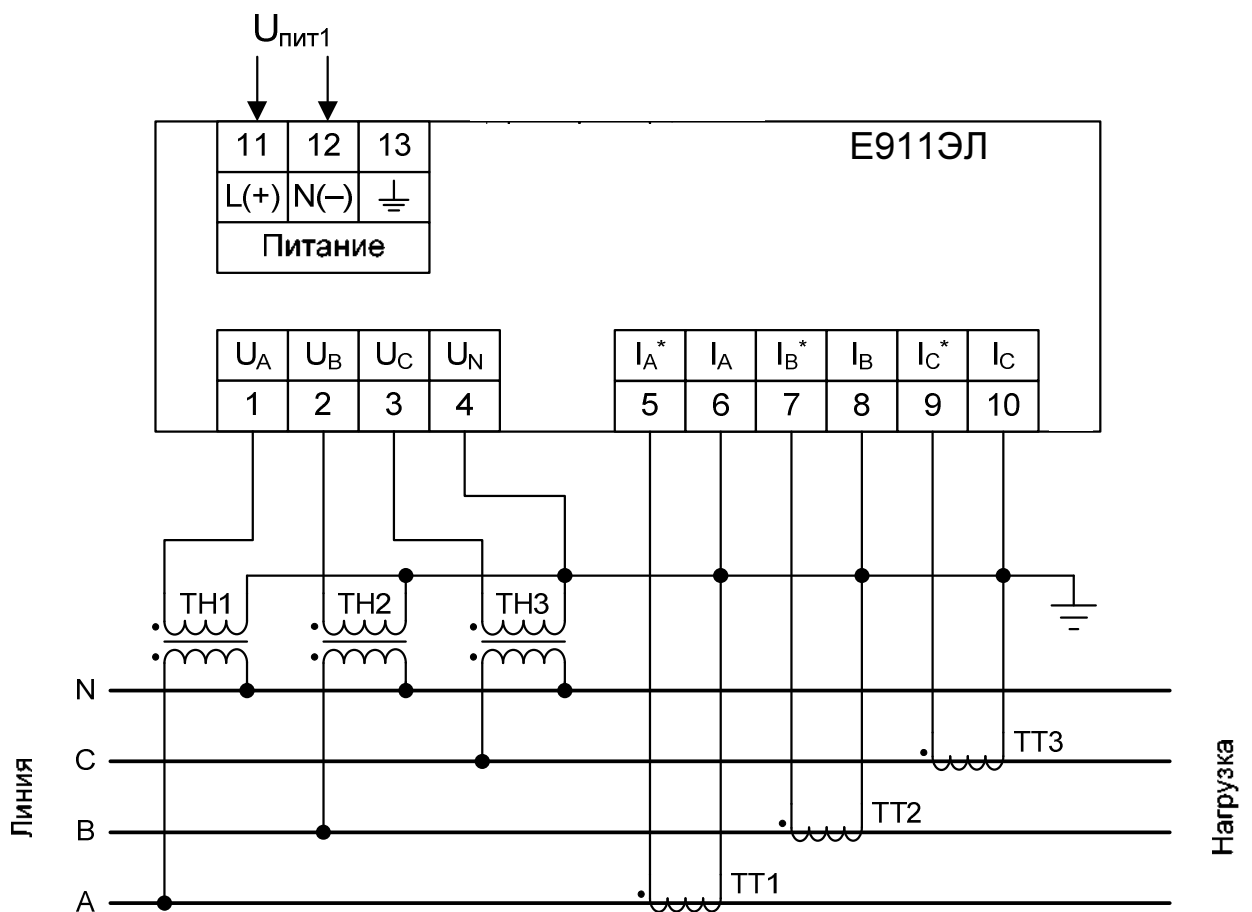 Uпит1
11 12 13
E911ЭЛ
L(+) N(–)
Питание
UA UB UC UN
IA* IA IB* IB IC* IC
1 2 3 4
5 6 7 8 9 10
ТН1 ТН2 ТН3
N
C
ТТ3
Линия
Нагрузка
B
ТТ2
A
ТТ1